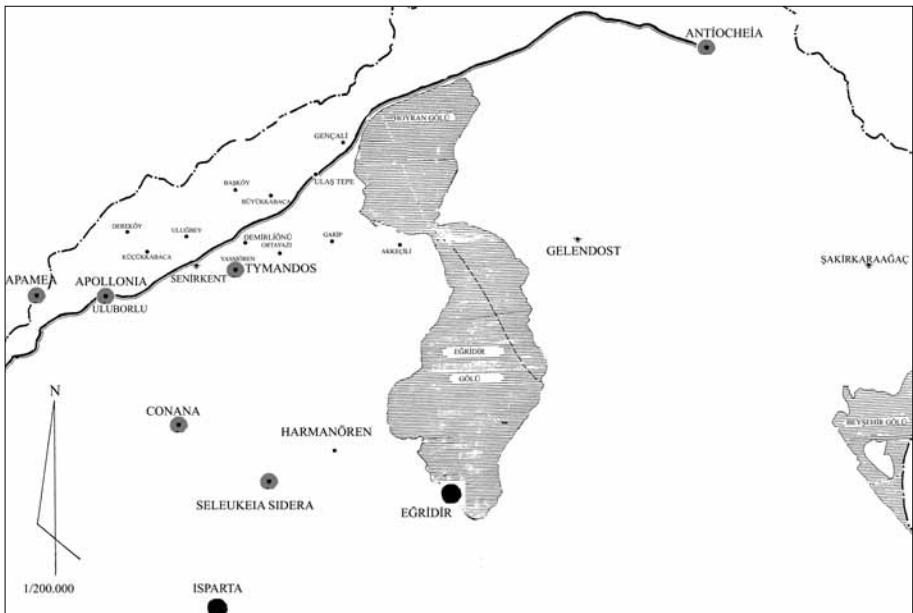 ANTİOCHEİA
HOYRAN GÖLÜ
GENÇALİ
ULAŞ TEPE
BAŞKÖY
BÜYÜKKABACA
DEREKÖY
ULUĞBEY
DEMİRLİÖNÜ
GARİP
ORTAYAZI
AKKEÇİLİ
GELENDOST
KÜÇÜKKABACA
YASSIÖREN
ŞAKİRKARAAĞAÇ
TYMANDOS
SENİRKENT
APAMEA
APOLLONIA
ULUBORLU
EĞRİDİR
GÖLÜ
N
CONANA
BEYŞEHİR GÖLÜ
HARMANÖREN
SELEUKEIA SIDERA
EĞRİDİR
1/200.000
ISPARTA